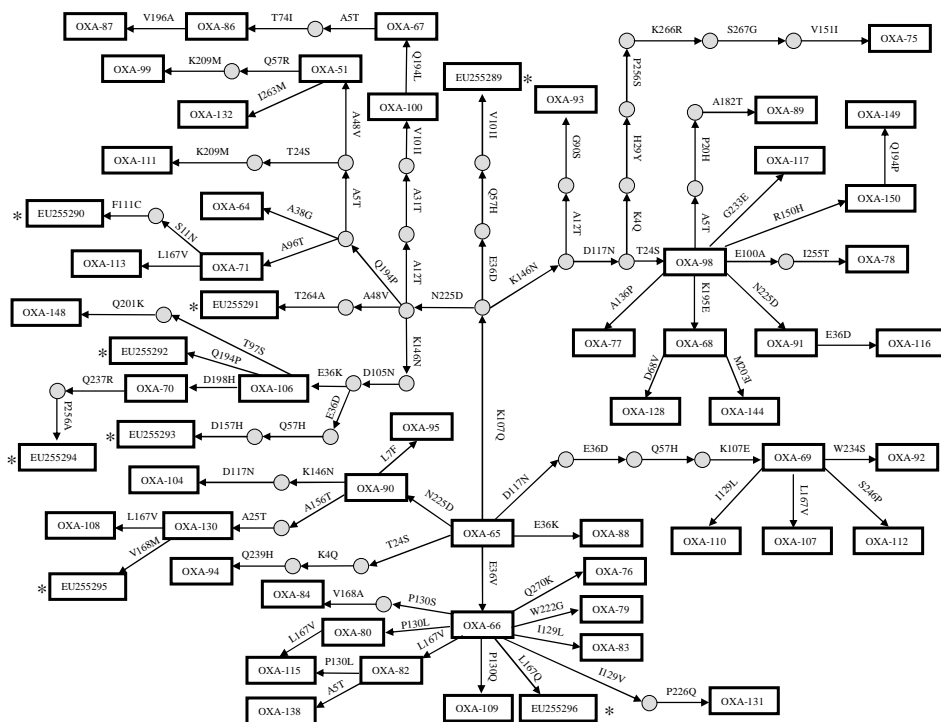 OXA-87
V196A
OXA-86
T74I
A5T
OXA-67
K266R
S267G
V151I
OXA-75
OXA-99
K209M
Q57R
OXA-51
Q194L
EU255289
*
P256S
OXA-93
A182T
OXA-89
I263M
OXA-132
OXA-100
OXA-149
A48V
V101I
V101I
G90S
H29Y
P20H
OXA-117
Q194P
OXA-111
K209M
T24S
A5T
A31T
Q57H
A12T
K4Q
A5T
G233E
R150H
OXA-150
*
EU255290
F111C
S11N
OXA-64
A38G
A96T
OXA-113
L167V
OXA-71
Q194P
A12T
E36D
K146N
D117N
T24S
OXA-98
E100A
I255T
OXA-78
*
EU255291
T264A
A48V
N225D
A136P
K195E
N225D
OXA-148
Q201K
T97S
K146N
OXA-77
OXA-68
OXA-91
E36D
OXA-116
*
EU255292
Q194P
OXA-70
D198H
OXA-106
E36K
D105N
Q237R
P256A
E36D
D68V
M203I
OXA-128
OXA-144
*
EU255293
D157H
Q57H
K107Q
*
EU255294
OXA-95
L7F
OXA-104
D117N
K146N
OXA-90
N225D
D117N
E36D
Q57H
K107E
OXA-69
W234S
OXA-92
A156T
I129L
L167V
S246P
OXA-108
L167V
OXA-130
A25T
V168M
OXA-65
E36K
OXA-88
OXA-110
OXA-107
OXA-112
OXA-94
Q239H
K4Q
T24S
*
EU255295
E36V
OXA-84
V168A
P130S
Q270K
OXA-76
OXA-80
P130L
OXA-66
W222G
OXA-79
L167V
L167V
I129L
OXA-83
OXA-115
P130L
OXA-82
A5T
P130Q
L167Q
I129V
OXA-138
OXA-109
EU255296
*
P226Q
OXA-131